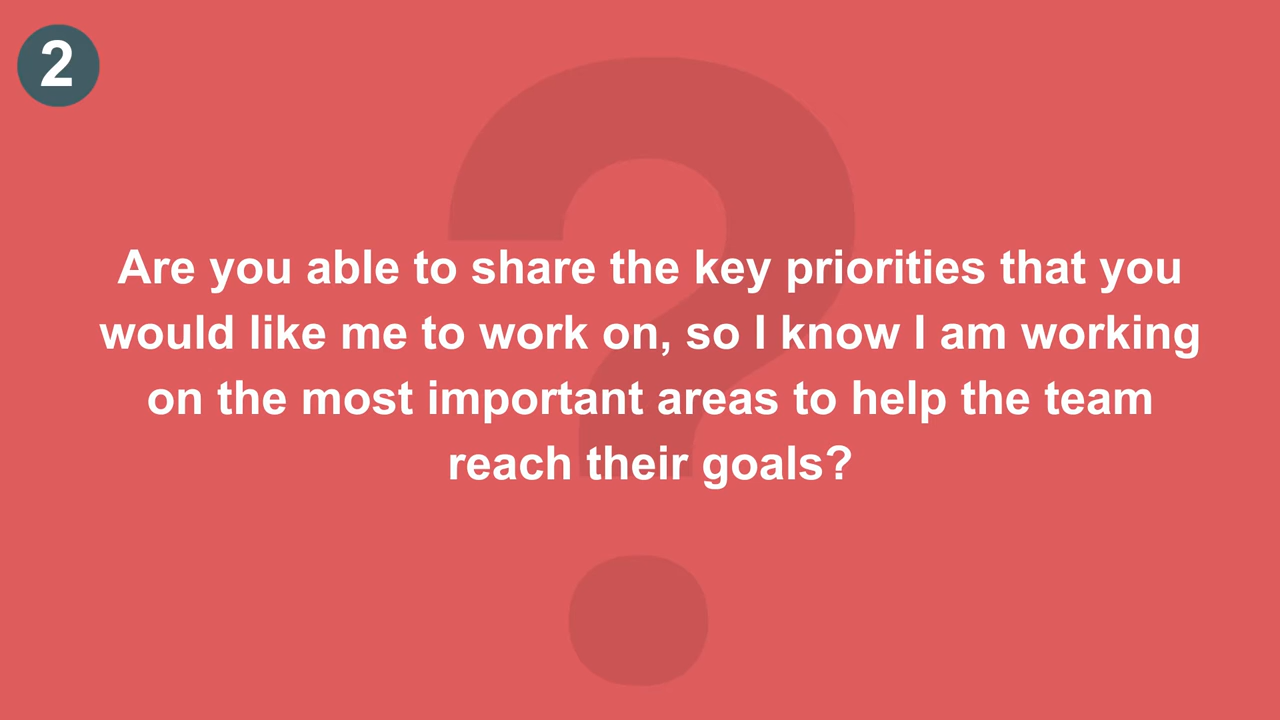 2
Are you able to share the key priorities that you
would like me to work on, so I know I am working
on the most important areas to help the team
reach their goals?